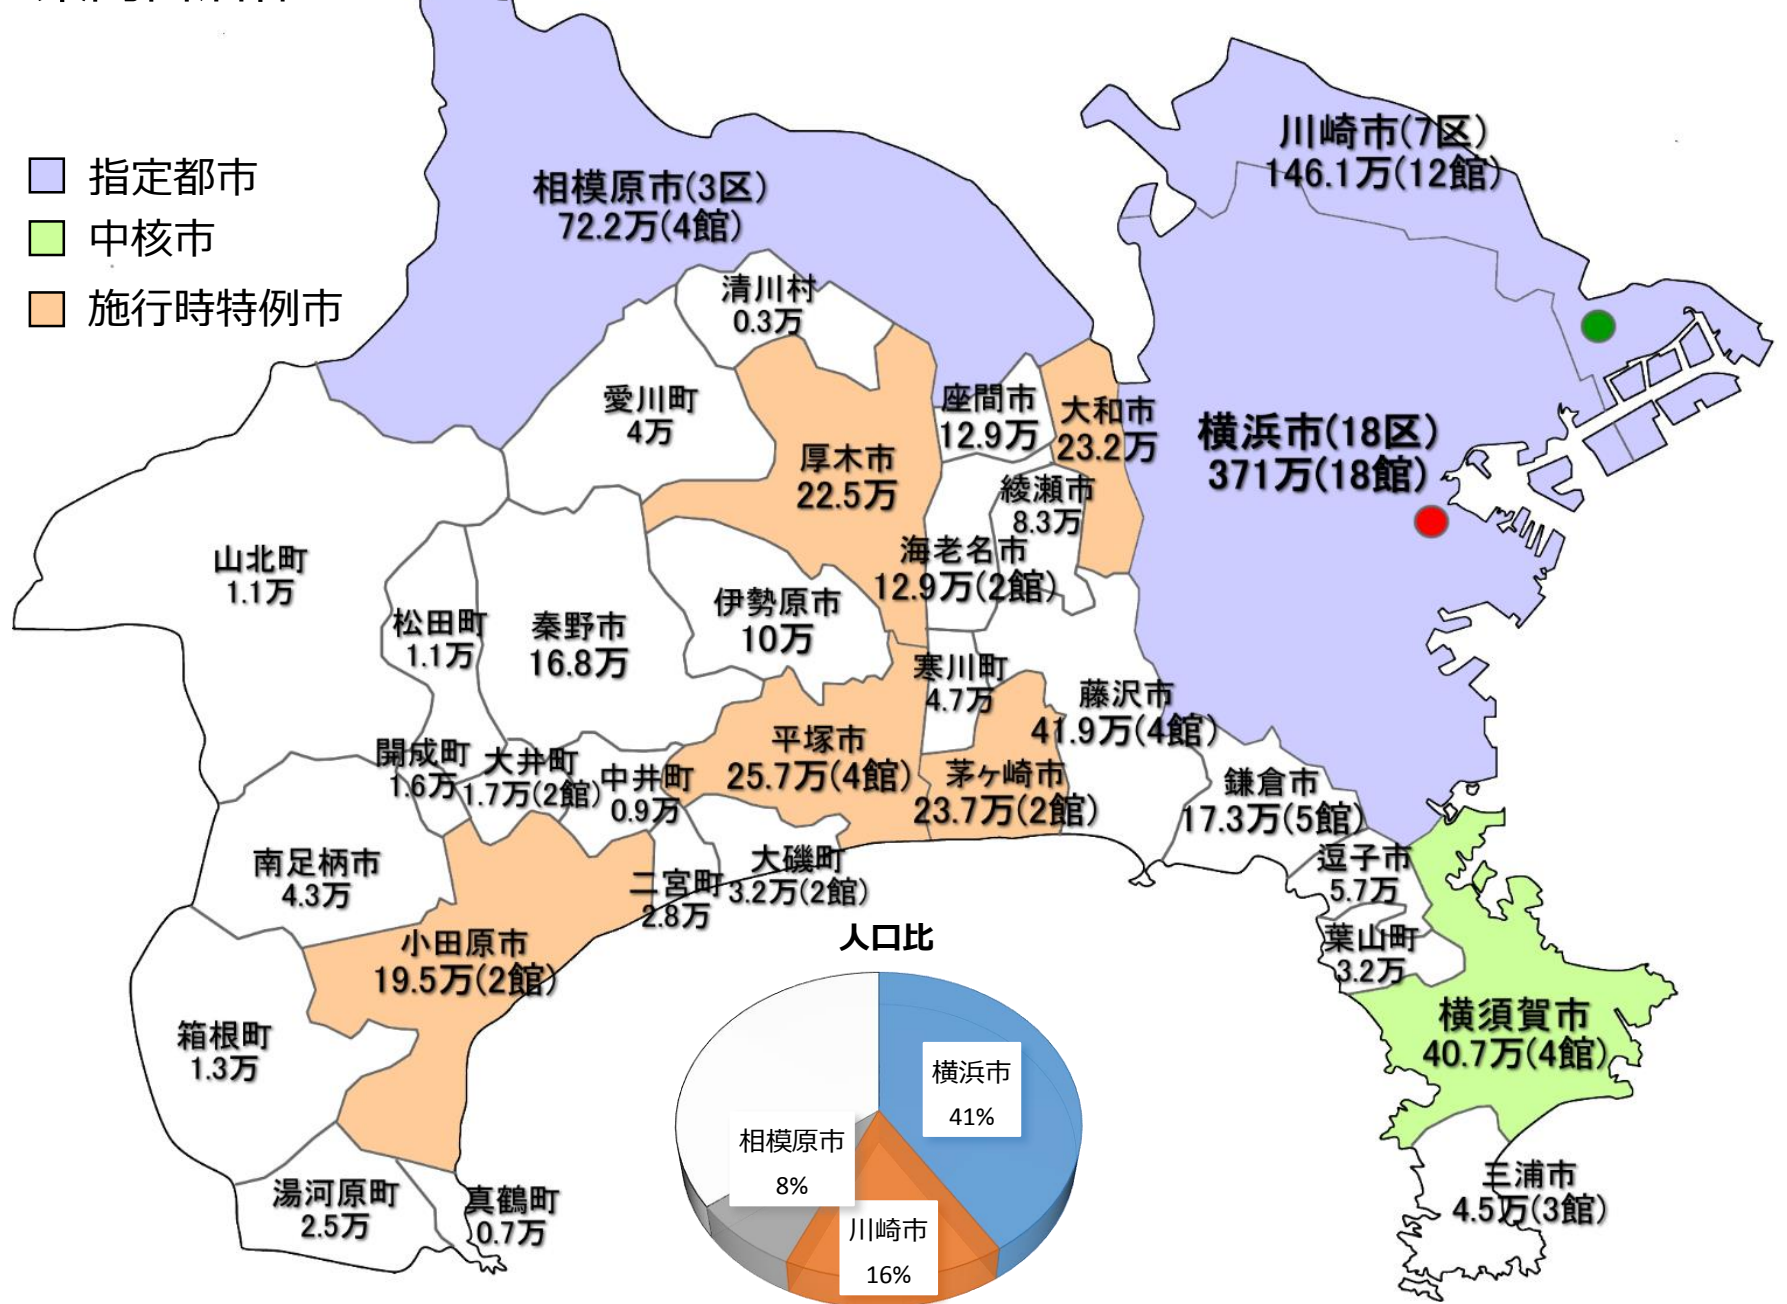 指定都市
中核市
施行時特例市
川崎市(7区)
146.1万(12館)
相模原市(3区)
72.2万(4館)
清川村
0.3万
愛川町
4万
座間市
12.9万
大和市
23.2万
横浜市(18区)
371万(18館)
厚木市
22.5万
綾瀬市
8.3万
海老名市
12.9万(2館)
山北町
1.1万
松田町
1.1万
秦野市
16.8万
伊勢原市
10万
寒川町
4.7万
藤沢市
41.9万(4館)
開成町
1.6万
大井町
1.7万(2館)
中井町
0.9万
平塚市
25.7万(4館)
茅ヶ崎市
23.7万(2館)
鎌倉市
17.3万(5館)
南足柄市
4.3万
二宮町
2.8万
大磯町
3.2万(2館)
逗子市
5.7万
葉山町
3.2万
小田原市
19.5万(2館)
箱根町
1.3万
横須賀市
40.7万(4館)
湯河原町
2.5万
真鶴町
0.7万
三浦市
4.5万(3館)
人口比
横浜市
41%
相模原市
8%
川崎市
16%